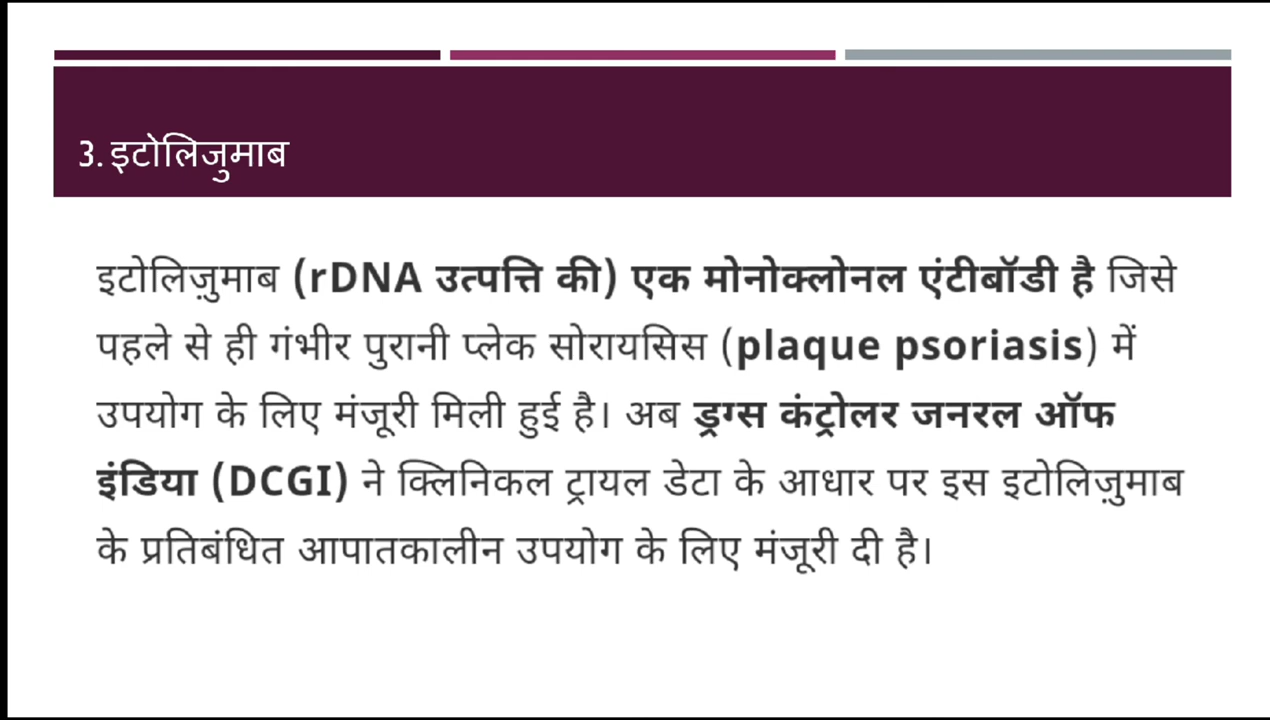 3. इटोलिजुमाब
इटोलिज़ुमाब (rDNA उत्पत्ति की) एक मोनोक्लोनल एंटीबॉडी है जिसे
पहले से ही गंभीर पुरानी प्लेक सोरायसिस (plaque psoriasis) में
उपयोग के लिए मंजूरी मिली हुई है। अब ड्रग्स कंट्रोलर जनरल ऑफ
इंडिया (DCGI) ने क्लिनिकल ट्रायल डेटा के आधार पर इस इटोलिज़ुमाब
के प्रतिबंधित आपातकालीन उपयोग के लिए मंजूरी दी है।